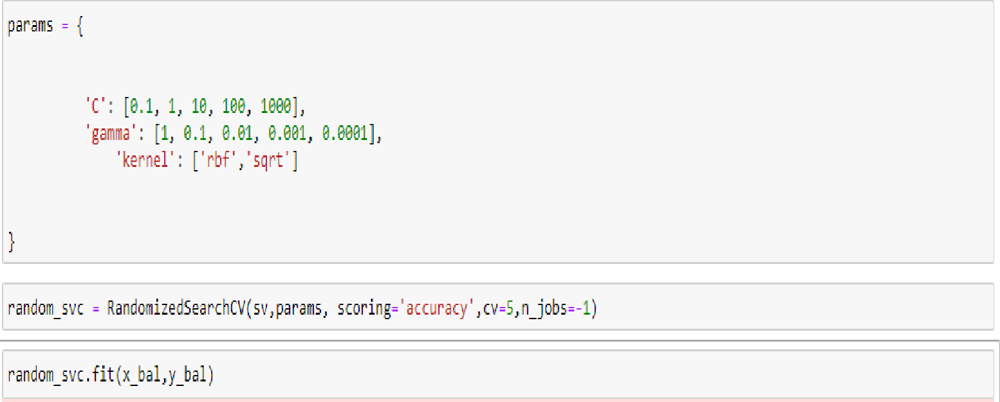 params = {
'C': [0.1, 1, 10, 100, 1000],
'gamma': [1, 0.1, 0.01, 0.001, 0.0001],
'kernel': ['rbf','sqrt']
}
random_svc = RandomizedSearchCV(sv,params, scoring='accuracy',cv=5,n_jobs=-1)
random_svc.fit(x_bal,y_bal)